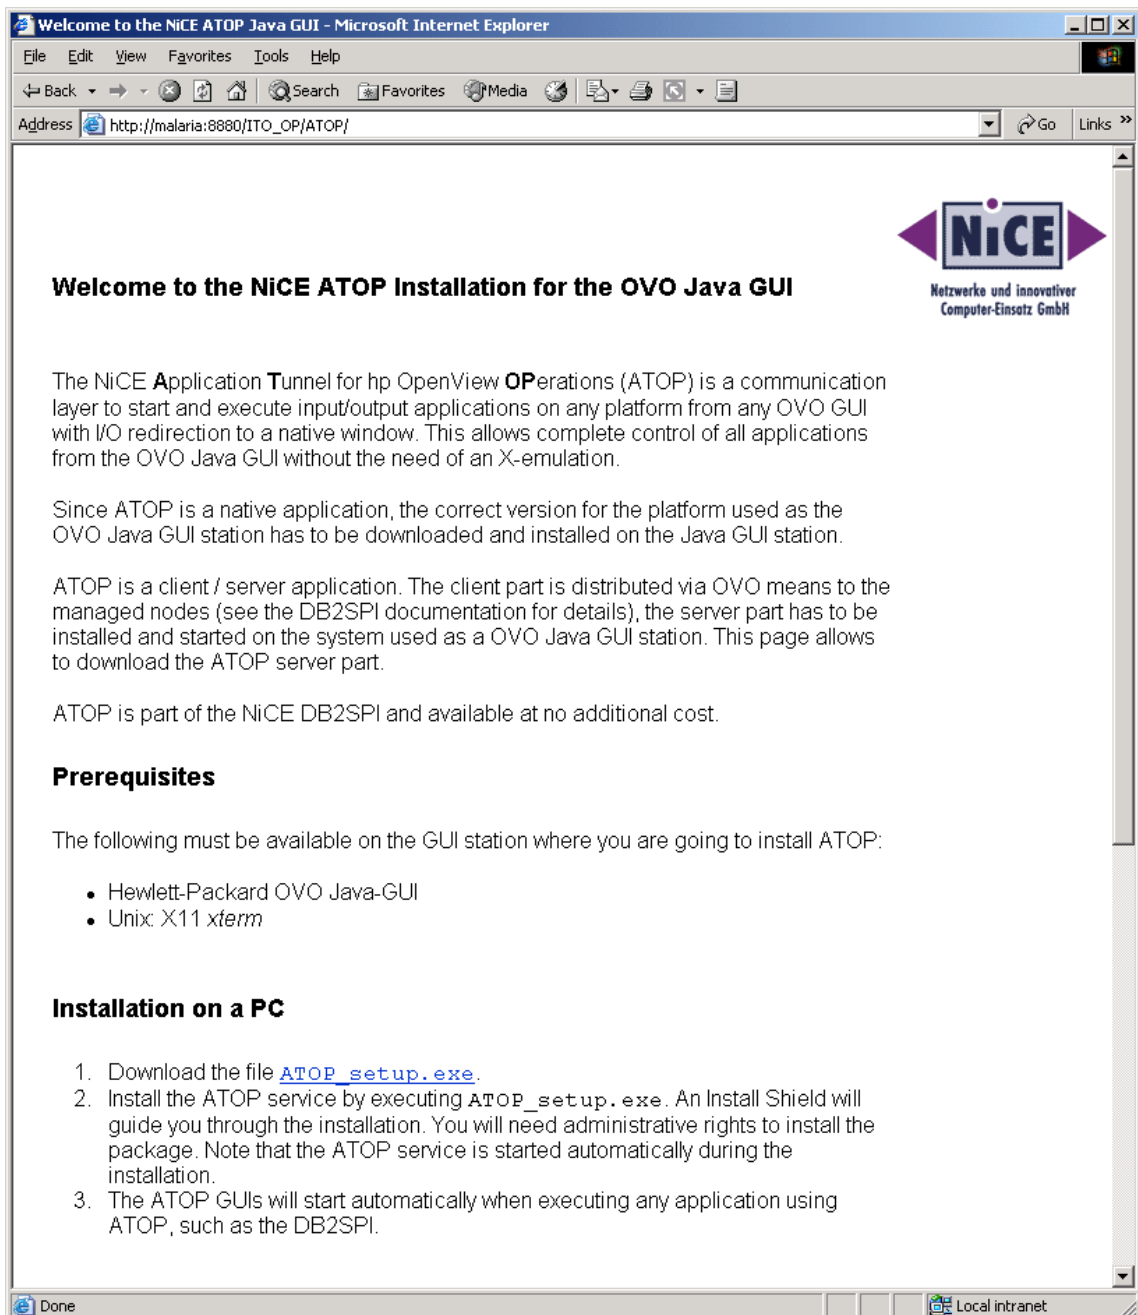 Welcome to the NiCE ATOP Java GUI - Microsoft Internet Explorer
File Edit View Favorites Tools Help
Back Search Favorites Media
Address http://malaria:8880/ITO_OP/ATOP/ Go Links »
NiCE
Netzwerke und innovativer
Computer-Einsatz GmbH
Welcome to the NiCE ATOP Installation for the OVO Java GUI
The NiCE Application Tunnel for hp OpenView OPerations (ATOP) is a communication
layer to start and execute input/output applications on any platform from any OVO GUI
with I/O redirection to a native window. This allows complete control of all applications
from the OVO Java GUI without the need of an X-emulation.
Since ATOP is a native application, the correct version for the platform used as the
OVO Java GUI station has to be downloaded and installed on the Java GUI station.
ATOP is a client / server application. The client part is distributed via OVO means to the
managed nodes (see the DB2SPI documentation for details), the server part has to be
installed and started on the system used as a OVO Java GUI station. This page allows
to download the ATOP server part.
ATOP is part of the NiCE DB2SPI and available at no additional cost.
Prerequisites
The following must be available on the GUI station where you are going to install ATOP:
• Hewlett-Packard OVO Java-GUI
• Unix: X11 xterm
Installation on a PC
1. Download the file ATOP_setup.exe.
2. Install the ATOP service by executing ATOP_setup.exe. An Install Shield will
guide you through the installation. You will need administrative rights to install the
package. Note that the ATOP service is started automatically during the
installation.
3. The ATOP GUIs will start automatically when executing any application using
ATOP, such as the DB2SPI.
Done Local intranet